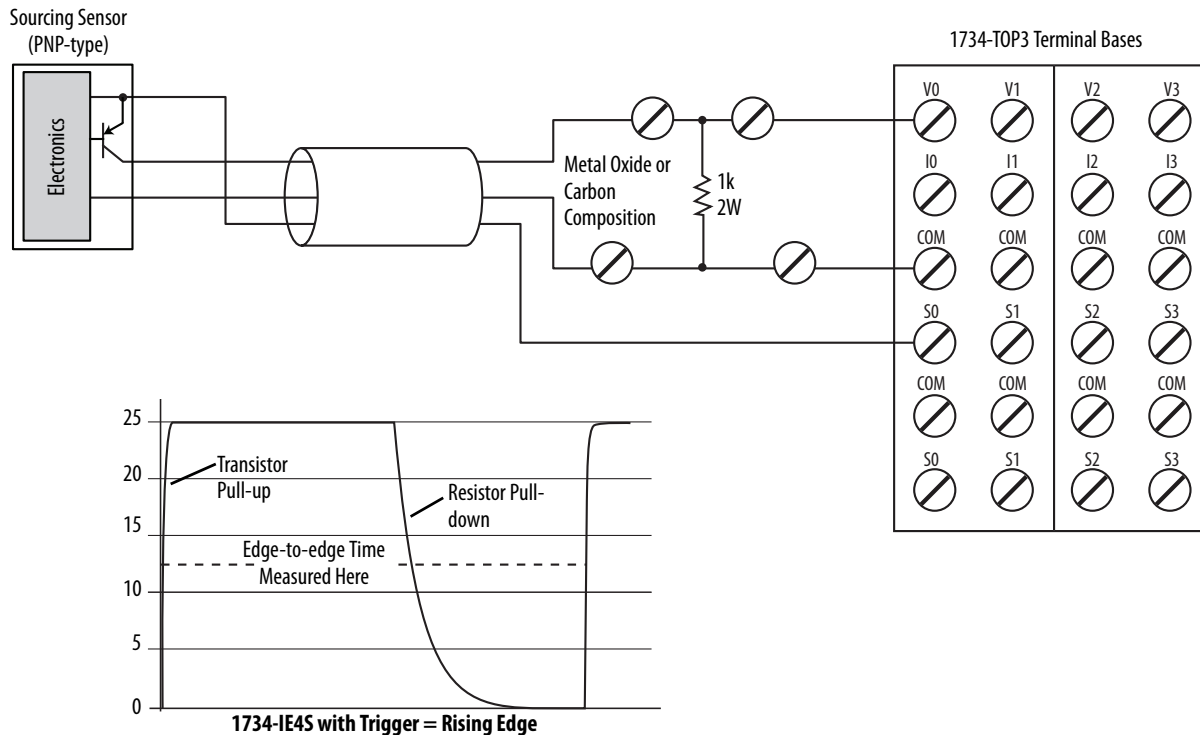 Sourcing Sensor
(PNP-type)
Electronics
Metal Oxide or
Carbon
Composition
1k
2W
1734-TOP3 Terminal Bases
V0 V1 V2 V3
I0 I1 I2 I3
COM COM COM COM
S0 S1 S2 S3
COM COM COM COM
S0 S1 S2 S3
25
20
15
10
5
0
Transistor
Pull-up
Resistor Pull-
down
Edge-to-edge Time
Measured Here
1734-IE4S with Trigger = Rising Edge